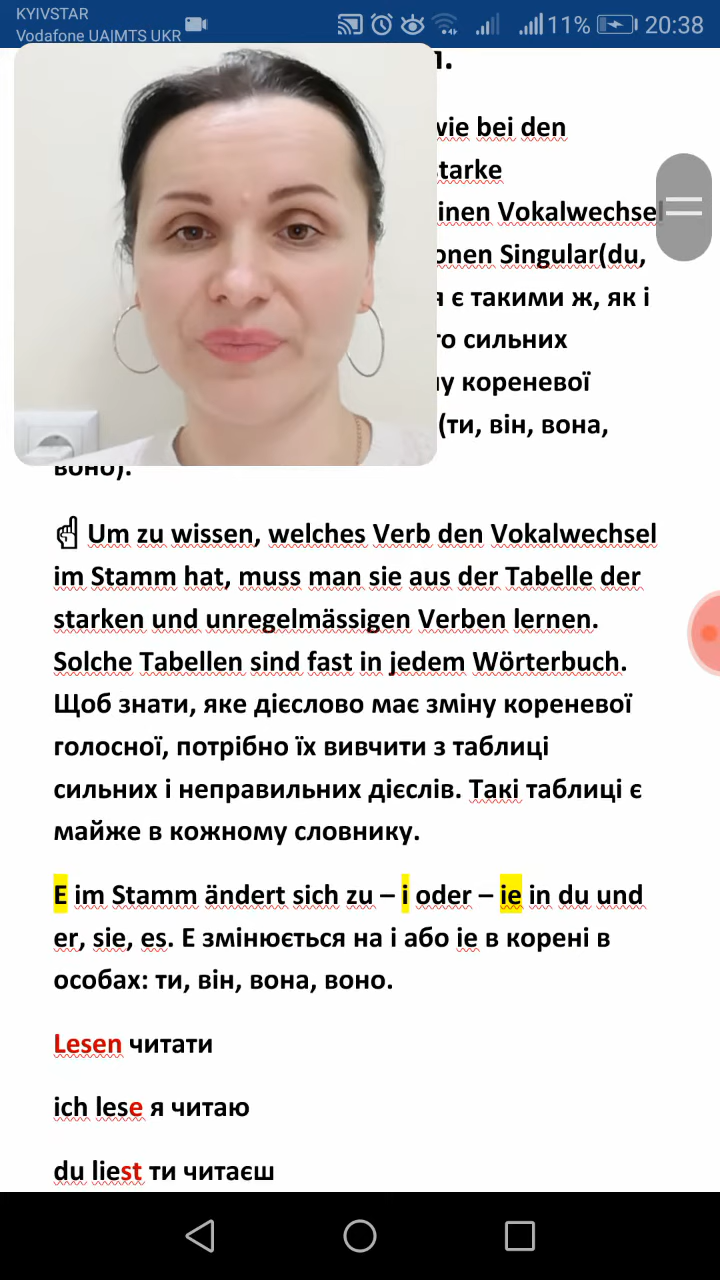 KYIVSTAR
Vodafone UA|MTS UKR
11%
20:38
wie bei den
starke
inen Vokalwechsel
onen Singular(du,
я є такими ж, як і
го сильних
ну кореневої
(ти, він, вона,
воно).
☝ Um zu wissen, welches Verb den Vokalwechsel
im Stamm hat, muss man sie aus der Tabelle der
starken und unregelmässigen Verben lernen.
Solche Tabellen sind fast in jedem Wörterbuch.
Щоб знати, яке дієслово має зміну кореневої
голосної, потрібно їх вивчити з таблиці
сильних і неправильних дієслів. Такі таблиці є
майже в кожному словнику.
E im Stamm ändert sich zu – i oder – ie in du und
er, sie, es. Е змінюється на і або ie в корені в
особах: ти, він, вона, воно.
Lesen читати
ich lese я читаю
du liest ти читаєш